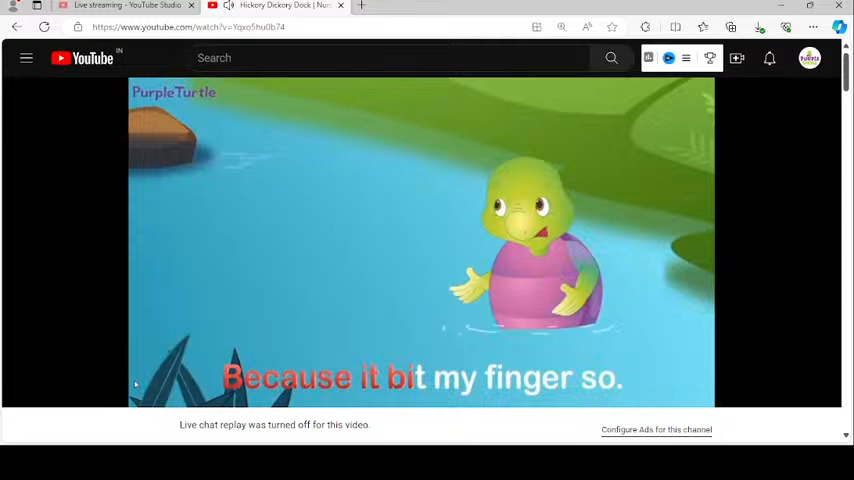 Live streaming - YouTube Studio
Hickory Dickory Dock | Nurs
https://www.youtube.com/watch?v=Yqxo5hu0b74
YouTube IN
Search
PurpleTurtle
Because it bit my finger so.
Live chat replay was turned off for this video.
Configure Ads for this channel